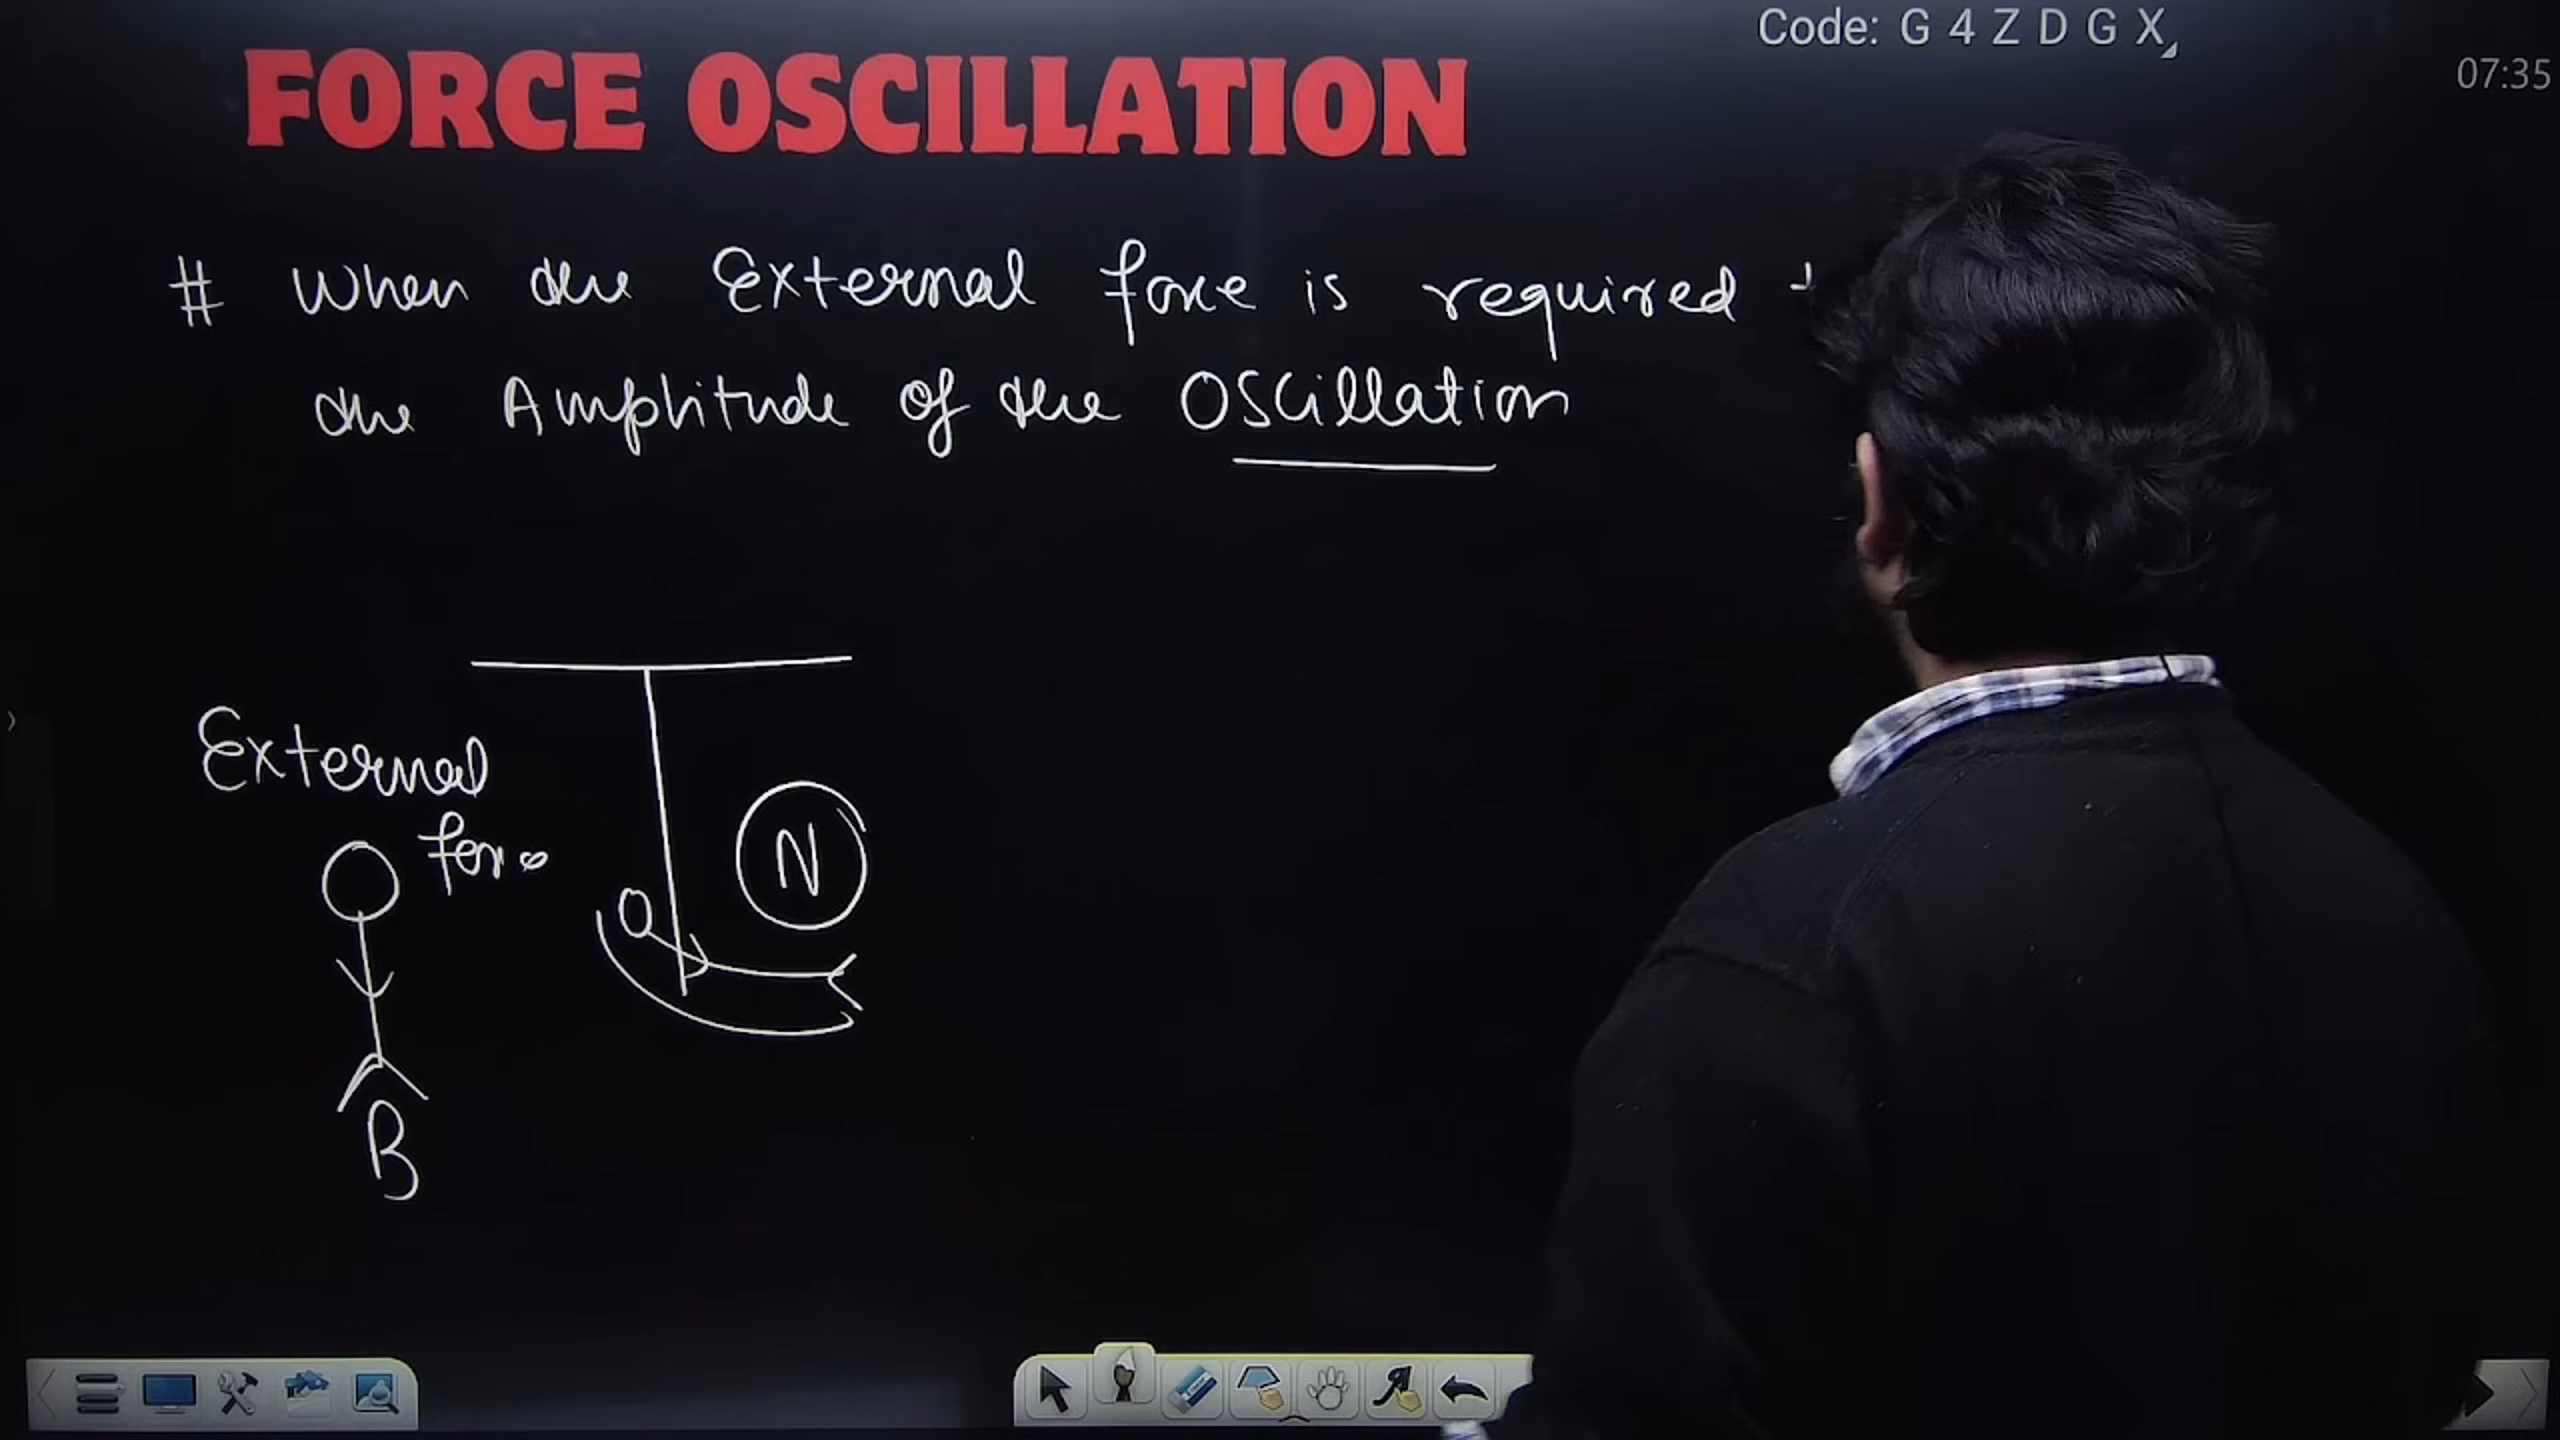 Code: G 4 Z D G X
07:35
FORCE OSCILLATION
# When the External force is required
the Amplitude of the Oscillation
External
force
N
B